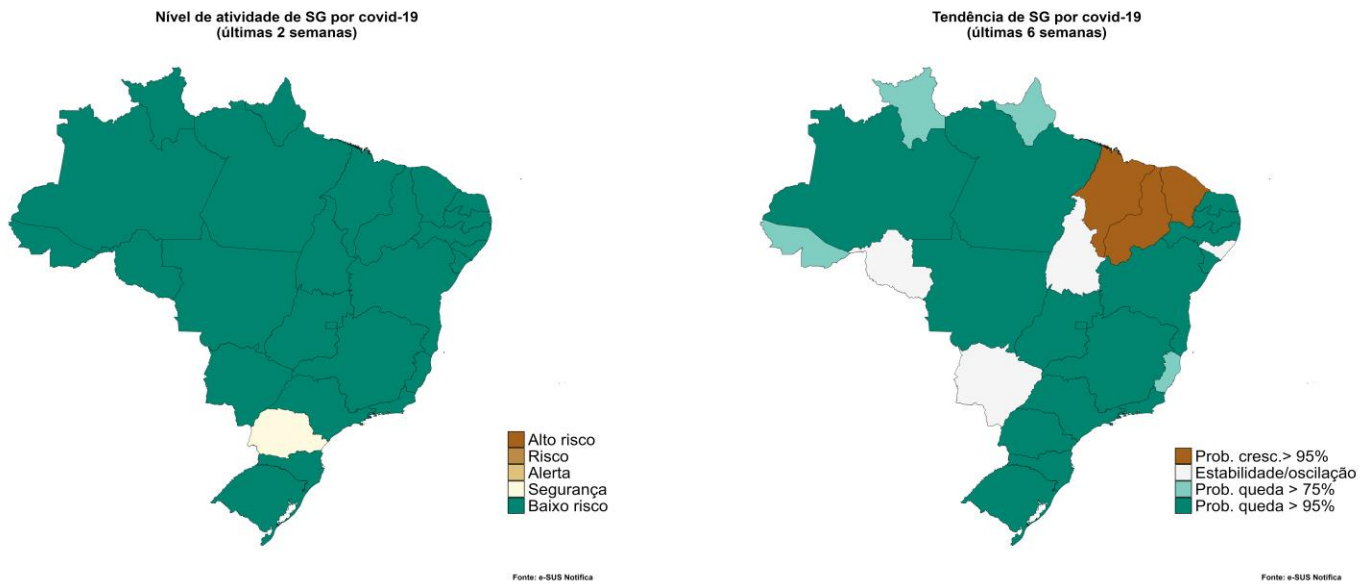 Nível de atividade de SG por covid-19
(últimas 2 semanas)
Alto risco
Risco
Alerta
Segurança
Baixo risco
Fonte: e-SUS Notifica
Tendência de SG por covid-19
(últimas 6 semanas)
Prob. cresc.> 95%
Estabilidade/oscilação
Prob. queda > 75%
Prob. queda > 95%
Fonte: e-SUS Notifica